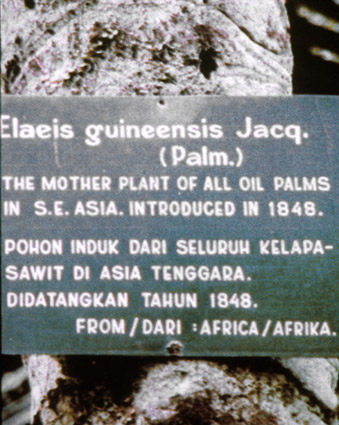 Elaeis guineensis Jacq.
(Palm.)
THE MOTHER PLANT OF ALL OIL PALMS
IN S.E. ASIA. INTRODUCED IN 1848.
POHON INDUK DARI SELURUH KELAPA-
SAWIT DI ASIA TENGGARA.
DIDATANGKAN TAHUN 1848.
FROM/DARI :AFRICA/AFRIKA.